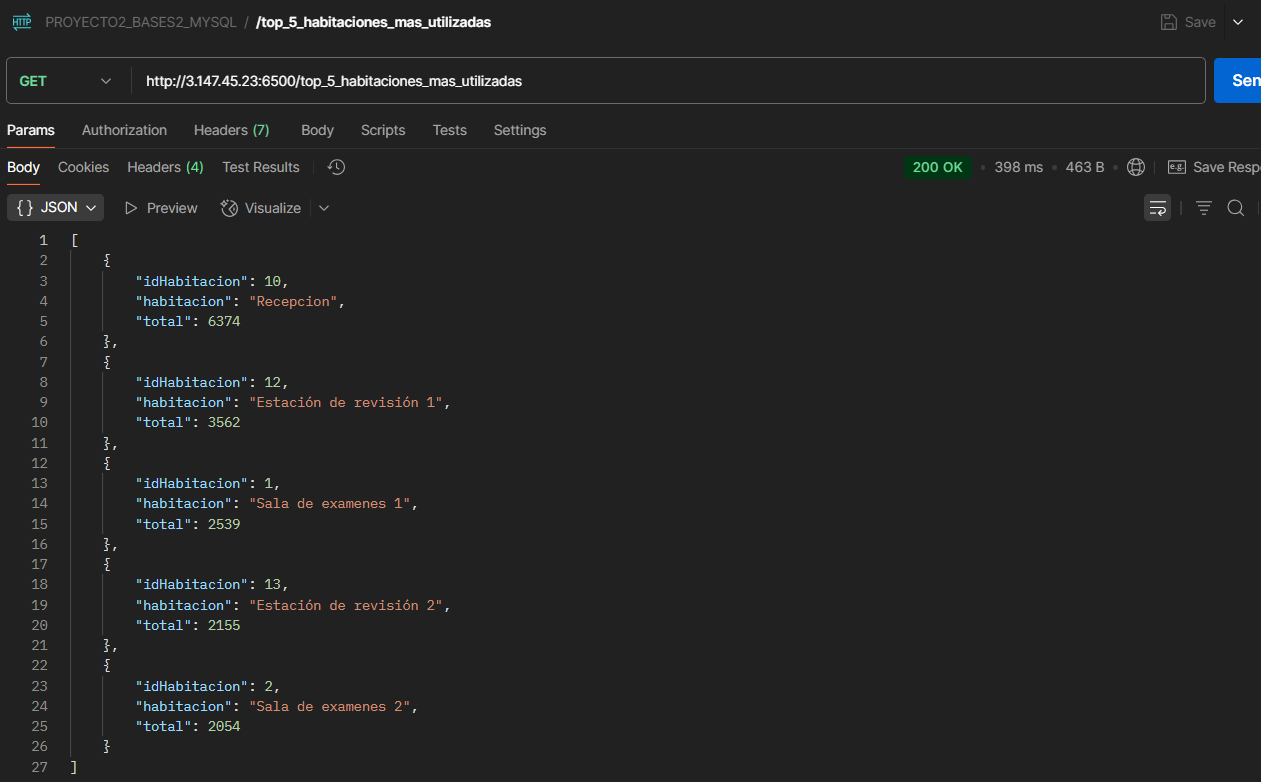 HTTP PROYECTO2_BASES2_MYSQL / /top_5_habitaciones_mas_utilizadas Save
GET http://3.147.45.23:6500/top_5_habitaciones_mas_utilizadas Sen
Params Authorization Headers (7) Body Scripts Tests Settings
Body Cookies Headers (4) Test Results 200 OK • 398 ms • 463 B • e.g. Save Resp
{} JSON Preview Visualize
1 [
2 {
3 "idHabitacion": 10,
4 "habitacion": "Recepcion",
5 "total": 6374
6 },
7 {
8 "idHabitacion": 12,
9 "habitacion": "Estación de revisión 1",
10 "total": 3562
11 },
12 {
13 "idHabitacion": 1,
14 "habitacion": "Sala de examenes 1",
15 "total": 2539
16 },
17 {
18 "idHabitacion": 13,
19 "habitacion": "Estación de revisión 2",
20 "total": 2155
21 },
22 {
23 "idHabitacion": 2,
24 "habitacion": "Sala de examenes 2",
25 "total": 2054
26 }
27 ]